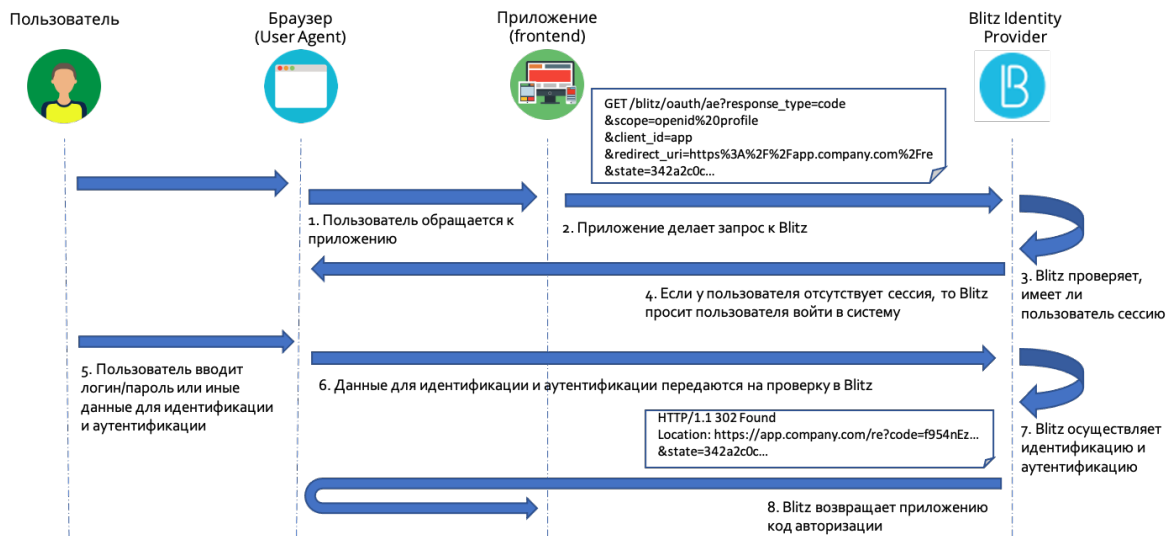 Пользователь
Браузер
(User Agent)
Приложение
(frontend)
Blitz Identity
Provider
GET /blitz/oauth/ae?response_type=code
&scope=openid%20profile
&client_id=app
&redirect_uri=https%3A%2F%2Fapp.company.com%2Fre
&state=342a2c0c...
1. Пользователь обращается к
приложению
2. Приложение делает запрос к Blitz
3. Blitz проверяет,
имеет ли
пользователь сессию
4. Если у пользователя отсутствует сессия, то Blitz
просит пользователя войти в систему
5. Пользователь вводит
логин/пароль или иные
данные для идентификации
и аутентификации
6. Данные для идентификации и аутентификации передаются на проверку в Blitz
7. Blitz осуществляет
идентификацию и
аутентификацию
HTTP/1.1 302 Found
Location: https://app.company.com/re?code=f954nEz...
&state=342a2c0c...
8. Blitz возвращает приложению
код авторизации